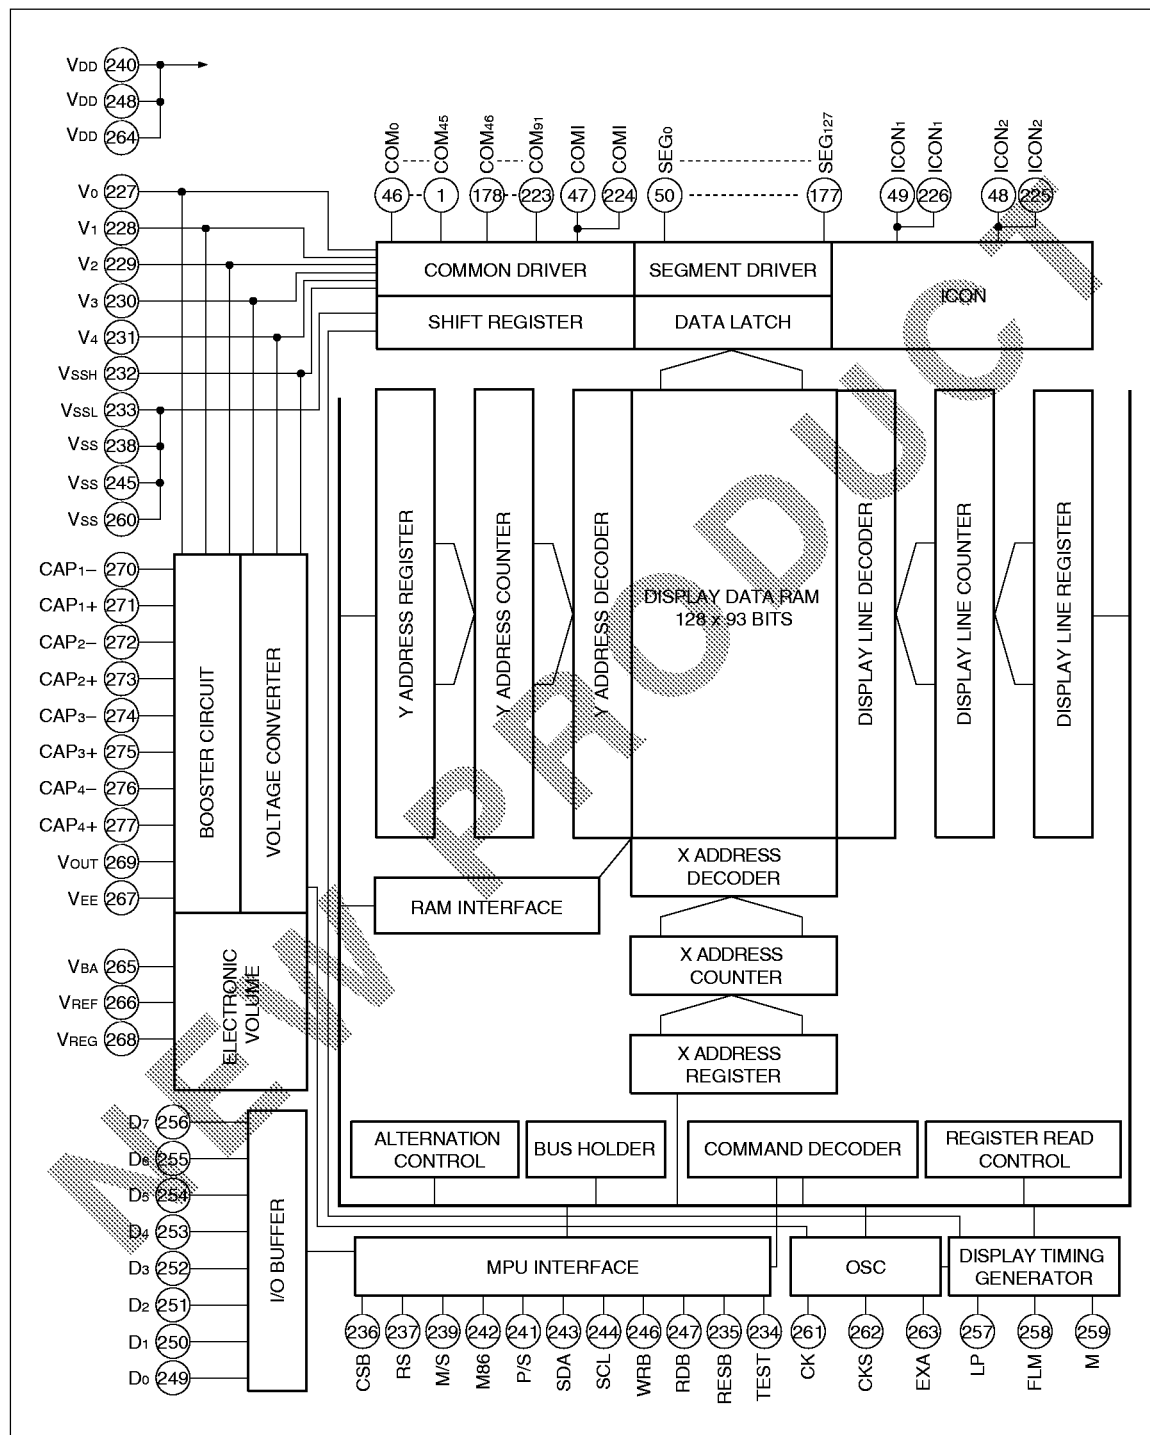 VDD 240
VDD 248
VDD 264
COM0 COM45 COM46 COM91 COMI COMI SEG0 SEG127 ICON1 ICON1 ICON2 ICON2
46 1 178 223 47 224 50 177 49 226 48 225
V0 227
V1 228
V2 229
V3 230
V4 231
VSSH 232
VSSL 233
VSS 238
VSS 245
VSS 260
COMMON DRIVER
SEGMENT DRIVER
ICON
SHIFT REGISTER
DATA LATCH
CAP1− 270
CAP1+ 271
CAP2− 272
CAP2+ 273
CAP3− 274
CAP3+ 275
CAP4− 276
CAP4+ 277
VOUT 269
VEE 267
VBA 265
VREF 266
VREG 268
BOOSTER CIRCUIT
VOLTAGE CONVERTER
ELECTRONIC
VOLUME
Y ADDRESS REGISTER
Y ADDRESS COUNTER
Y ADDRESS DECODER
DISPLAY DATA RAM
128 x 93 BITS
DISPLAY LINE DECODER
DISPLAY LINE COUNTER
DISPLAY LINE REGISTER
X ADDRESS
DECODER
RAM INTERFACE
X ADDRESS
COUNTER
X ADDRESS
REGISTER
D7 256
D6 255
D5 254
D4 253
D3 252
D2 251
D1 250
D0 249
I/O BUFFER
ALTERNATION
CONTROL
BUS HOLDER
COMMAND DECODER
REGISTER READ
CONTROL
MPU INTERFACE
OSC
DISPLAY TIMING
GENERATOR
236 237 239 242 241 243 244 246 247 235 234 261 262 263 257 258 259
CSB RS M/S M86 P/S SDA SCL WRB RDB RESB TEST CK CKS EXA LP FLM M
NEW PRODUCT